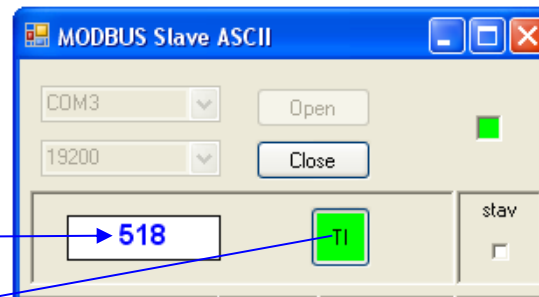 MODBUS Slave ASCII
COM3
Open
19200
Close
518
TI
stav